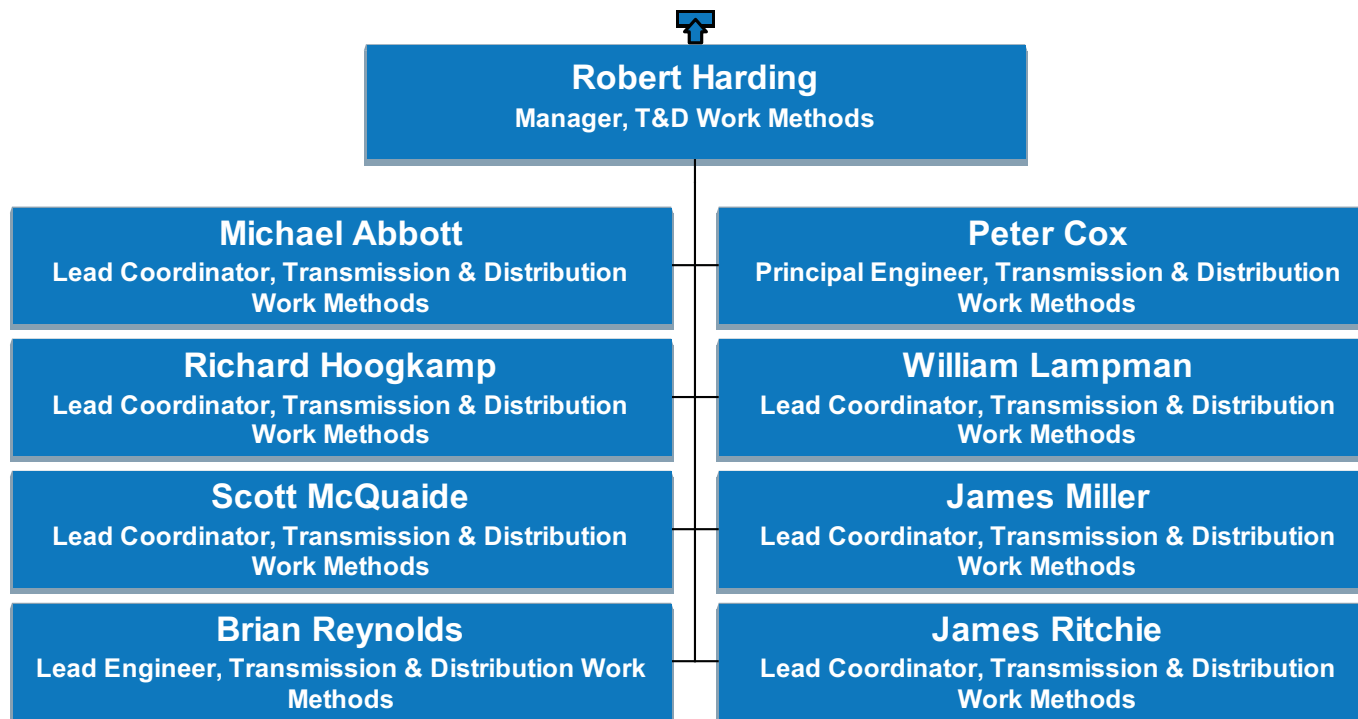 Robert Harding
Manager, T&D Work Methods
Michael Abbott
Lead Coordinator, Transmission & Distribution
Work Methods
Peter Cox
Principal Engineer, Transmission & Distribution
Work Methods
Richard Hoogkamp
Lead Coordinator, Transmission & Distribution
Work Methods
William Lampman
Lead Coordinator, Transmission & Distribution
Work Methods
Scott McQuaide
Lead Coordinator, Transmission & Distribution
Work Methods
James Miller
Lead Coordinator, Transmission & Distribution
Work Methods
Brian Reynolds
Lead Engineer, Transmission & Distribution Work
Methods
James Ritchie
Lead Coordinator, Transmission & Distribution
Work Methods